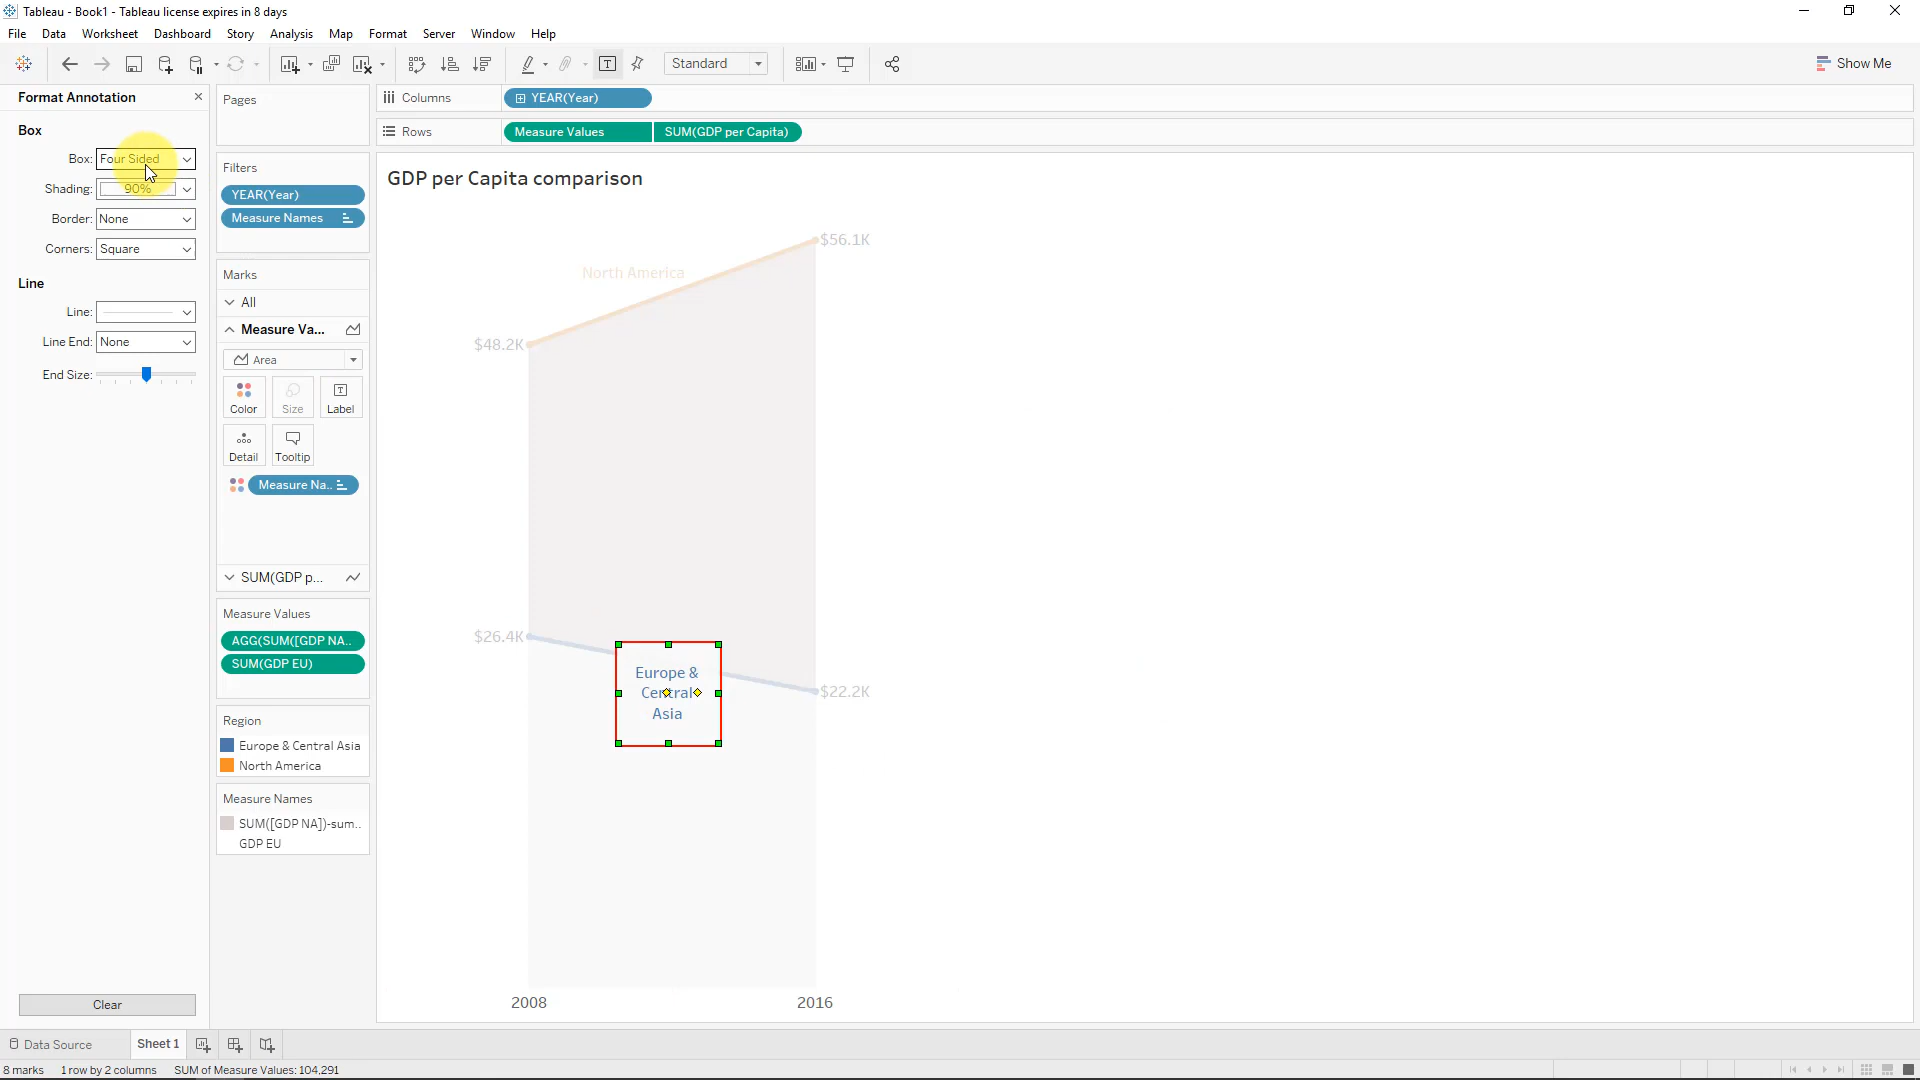 Tableau - Book1 - Tableau license expires in 8 days
File Data Worksheet Dashboard Story Analysis Map Format Server Window Help
Standard
Show Me
Format Annotation
Box
Box: Four Sided
Shading: 90%
Border: None
Corners: Square
Line
Line:
Line End: None
End Size:
Clear
Pages
Filters
YEAR(Year)
Measure Names
Marks
All
Measure Va...
Area
Color
Size
Label
Detail
Tooltip
Measure Na..
SUM(GDP p...
Measure Values
AGG(SUM([GDP NA..
SUM(GDP EU)
Region
Europe & Central Asia
North America
Measure Names
SUM([GDP NA])-sum..
GDP EU
Columns
YEAR(Year)
Rows
Measure Values
SUM(GDP per Capita)
GDP per Capita comparison
$56.1K
North America
$48.2K
$26.4K
Europe &
Central
Asia
$22.2K
2008
2016
Data Source
Sheet 1
8 marks
1 row by 2 columns
SUM of Measure Values: 104,291